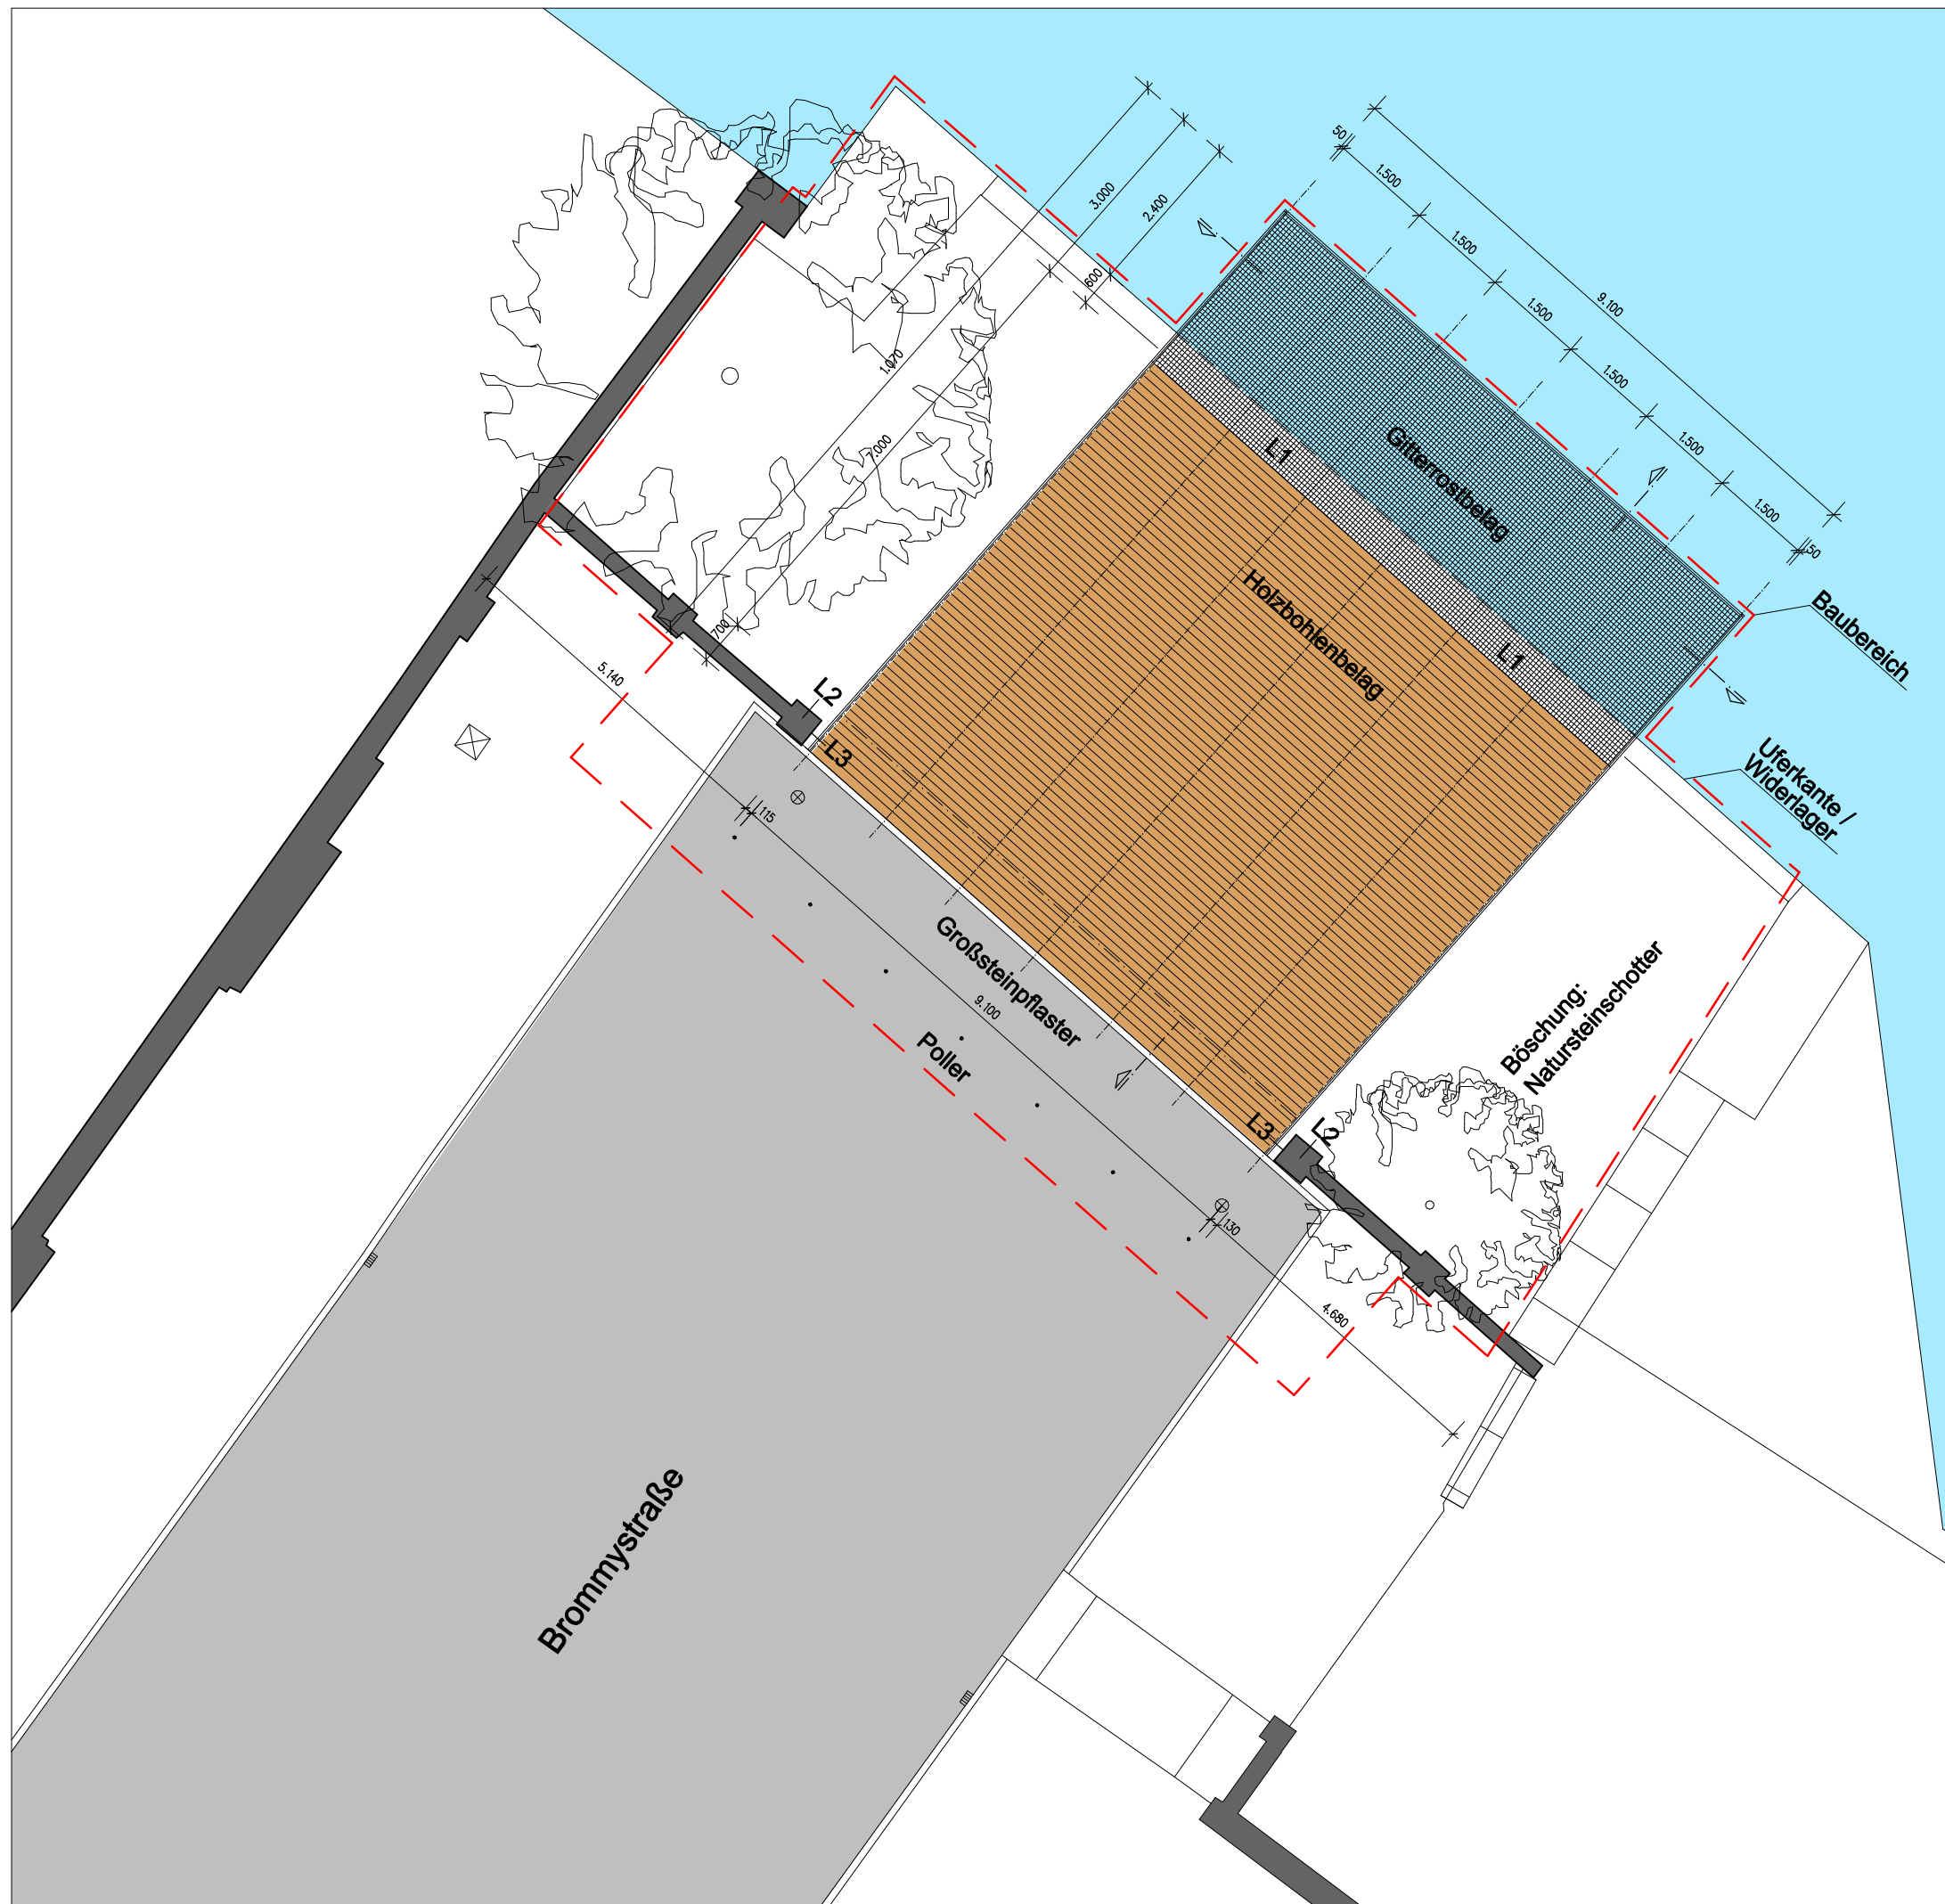 50
1.500
1.500
1.500
1.500
1.500
1.500
50
9.100
3.000
2.400
600
1.070
7.000
700
5.140
115
9.100
130
4.680
Gitterrostbelag
L1
L1
Holzbohlenbelag
L2
L3
L3
L2
Baubereich
Uferkante /
Widerlager
Großsteinpflaster
Poller
Böschung:
Natursteinschotter
Brommystraße